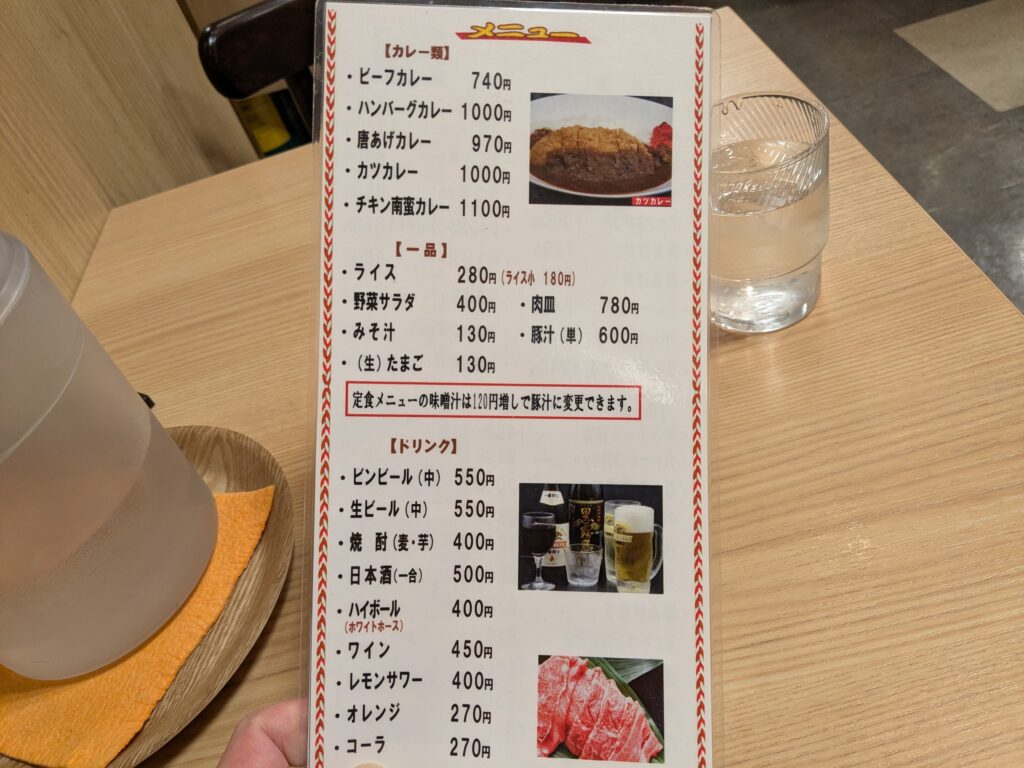 メニュー
【カレー類】
・ビーフカレー 740円
・ハンバーグカレー 1000円
・唐あげカレー 970円
・カツカレー 1000円
・チキン南蛮カレー 1100円
カツカレー
【一品】
・ライス 280円(ライス小 180円)
・野菜サラダ 400円 ・肉皿 780円
・みそ汁 130円 ・豚汁(単) 600円
・(生)たまご 130円
定食メニューの味噌汁は120円増しで豚汁に変更できます。
【ドリンク】
・ビンビール(中) 550円
・生ビール(中) 550円
・焼 酎(麦・芋) 400円
・日本酒(一合) 500円
・ハイボール 400円
(ホワイトホース)
・ワイン 450円
・レモンサワー 400円
・オレンジ 270円
・コーラ 270円